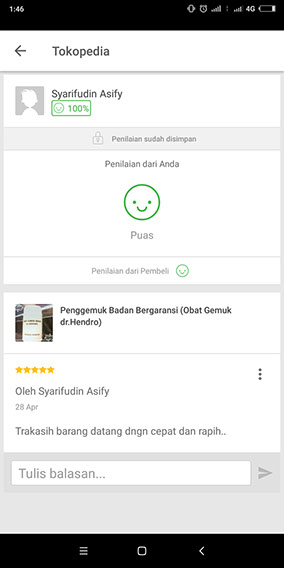 1:46
4G
Tokopedia
Syarifudin Asify
100%
Penilaian sudah disimpan
Penilaian dari Anda
Puas
Penilaian dari Pembeli
Penggemuk Badan Bergaransi (Obat Gemuk
dr.Hendro)
Oleh Syarifudin Asify
28 Apr
Trakasih barang datang dngn cepat dan rapih..
Tulis balasan...